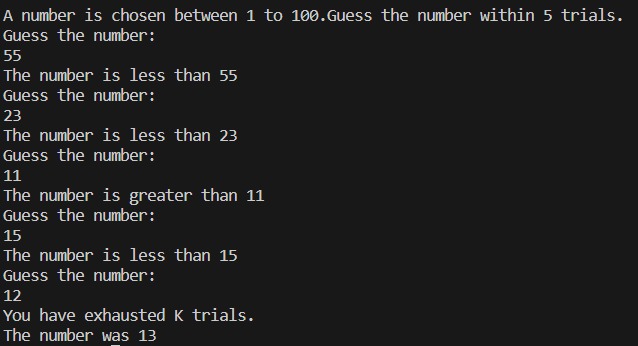 A number is chosen between 1 to 100.Guess the number within 5 trials.
Guess the number:
55
The number is less than 55
Guess the number:
23
The number is less than 23
Guess the number:
11
The number is greater than 11
Guess the number:
15
The number is less than 15
Guess the number:
12
You have exhausted K trials.
The number was 13